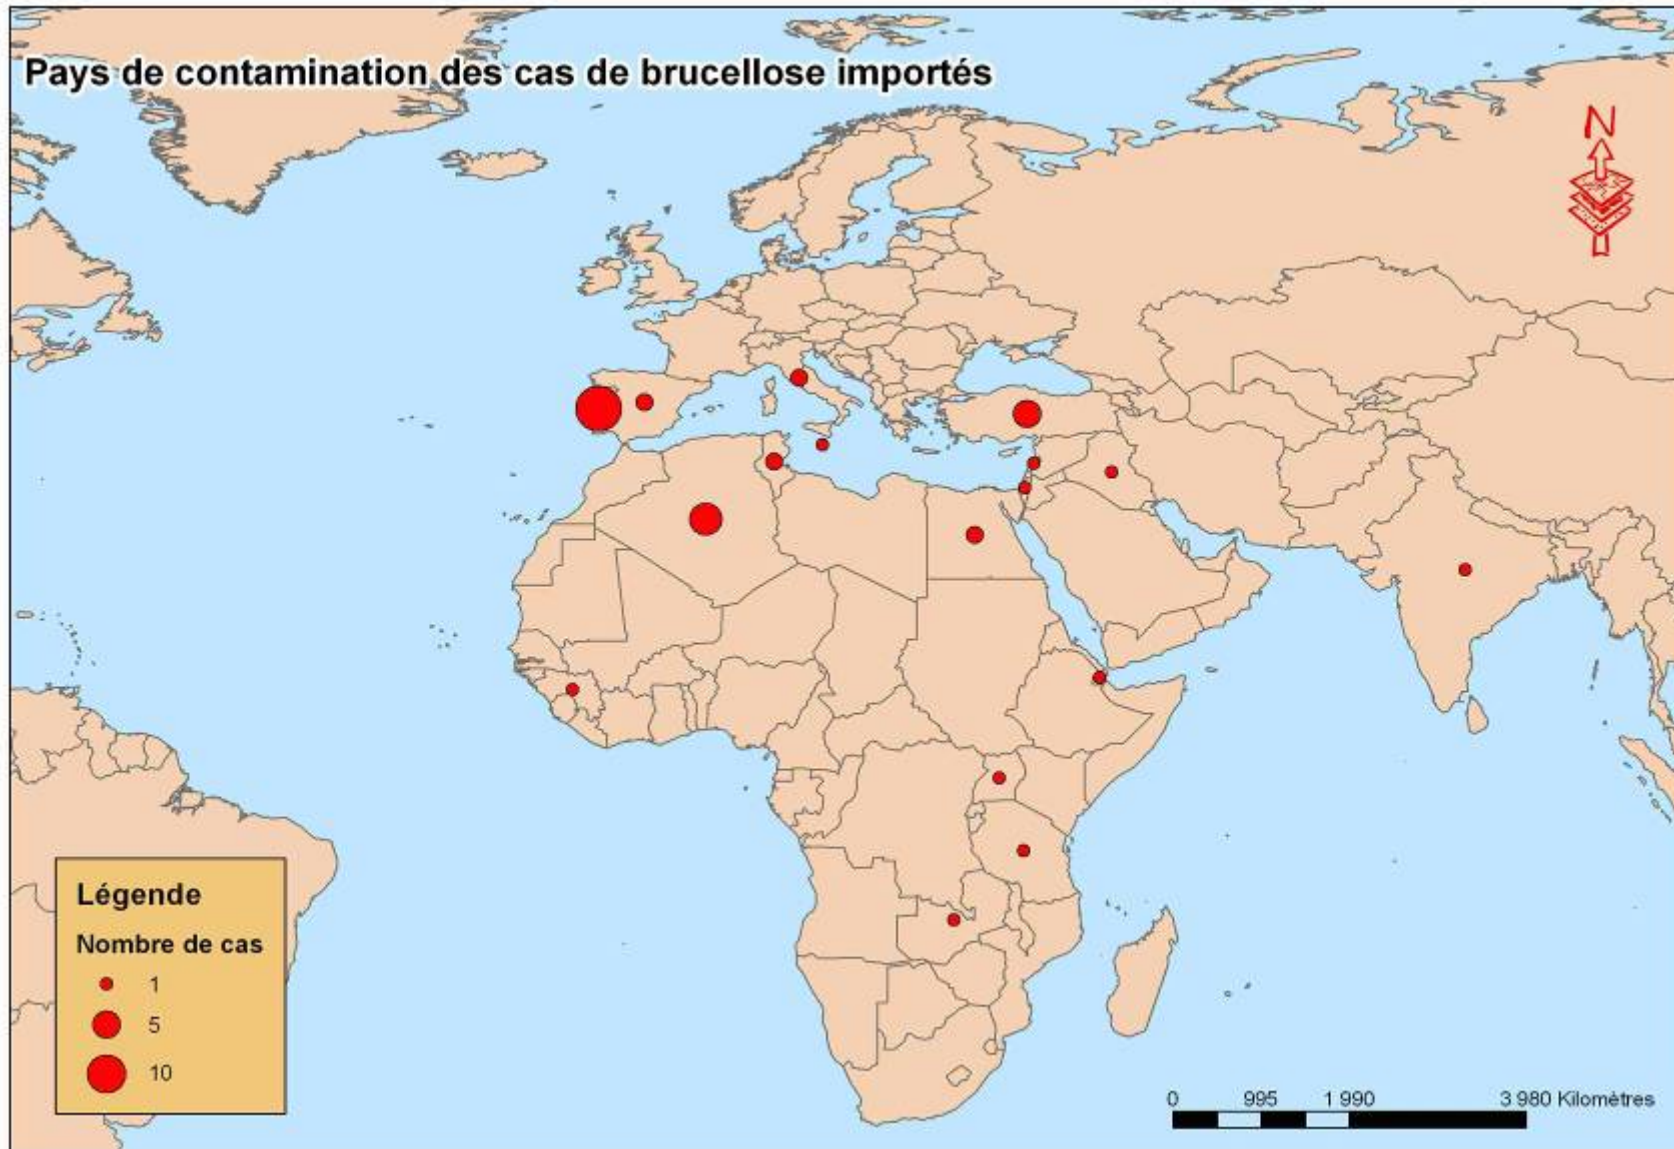 Pays de contamination des cas de brucellose importés
N
Légende
Nombre de cas
1
5
10
0 995 1 990 3 980 Kilomètres